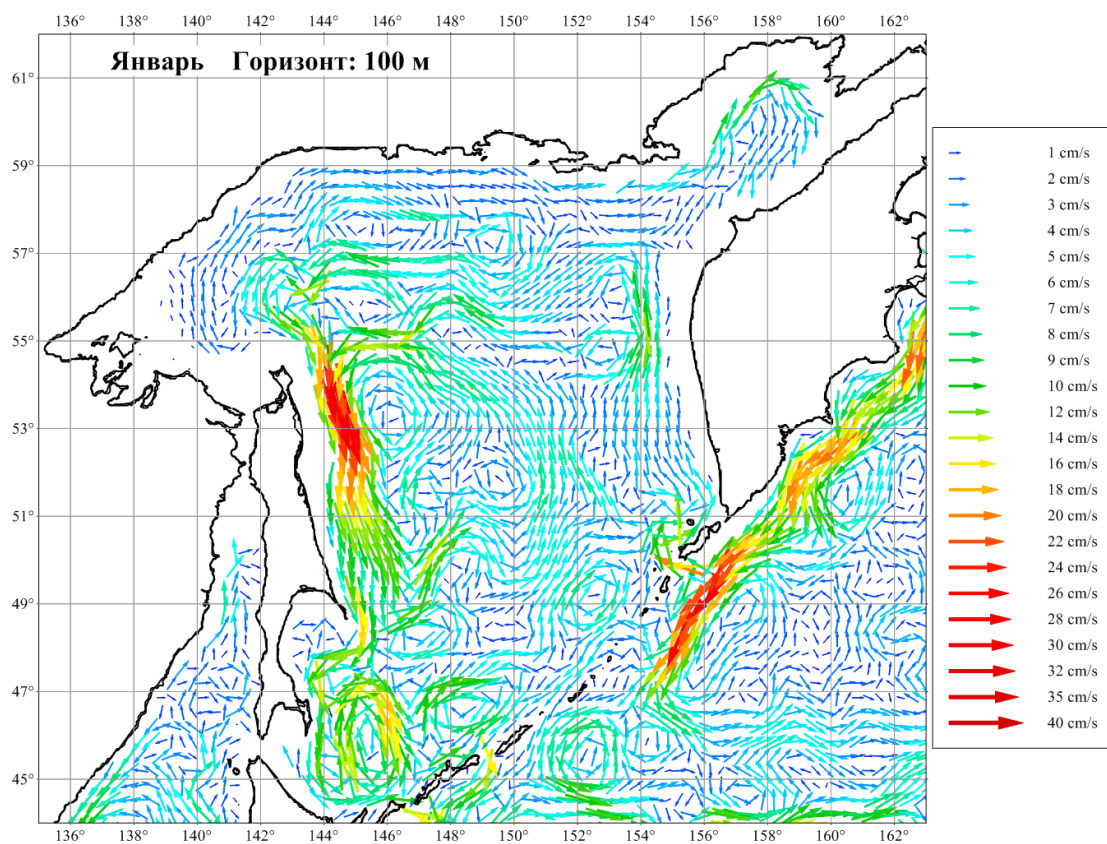 136° 138° 140° 142° 144° 146° 148° 150° 152° 154° 156° 158° 160° 162°
Январь Горизонт: 100 м
61°
59°
57°
55°
53°
51°
49°
47°
45°
1 cm/s
2 cm/s
3 cm/s
4 cm/s
5 cm/s
6 cm/s
7 cm/s
8 cm/s
9 cm/s
10 cm/s
12 cm/s
14 cm/s
16 cm/s
18 cm/s
20 cm/s
22 cm/s
24 cm/s
26 cm/s
28 cm/s
30 cm/s
32 cm/s
35 cm/s
40 cm/s
136° 138° 140° 142° 144° 146° 148° 150° 152° 154° 156° 158° 160° 162°